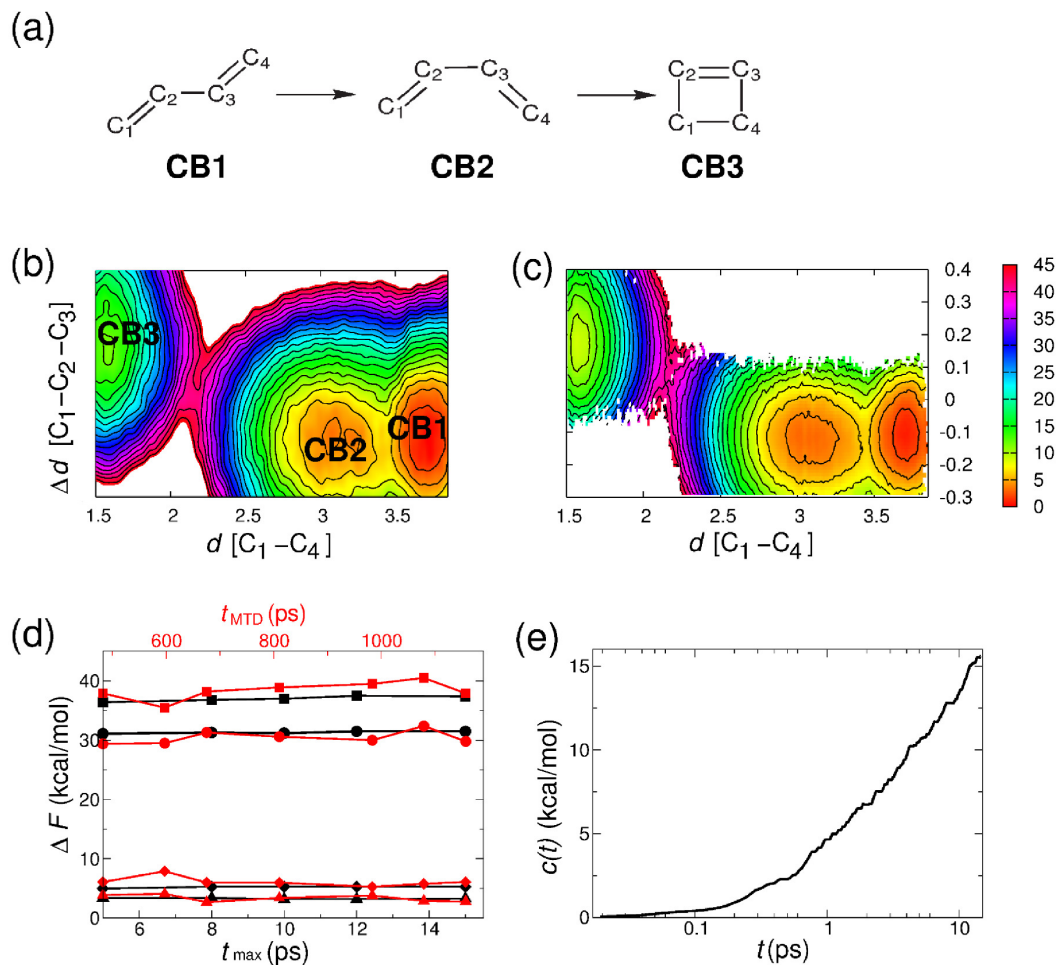 (a)
C4
C2 C3
C3 C2 C3
C2
C1 C1 C4 C1 C4
CB1 CB2 CB3
(b) (c)
CB3 CB2 CB1
Δd [C1–C2–C3]
1.5 2 2.5 3 3.5
d [C1–C4]
1.5 2 2.5 3 3.5
d [C1–C4]
0.4
0.3
0.2
0.1
0
-0.1
-0.2
-0.3
45
40
35
30
25
20
15
10
5
0
(d)
tMTD (ps)
600 800 1000
40
30
20
10
0
ΔF (kcal/mol)
6 8 10 12 14
tmax (ps)
(e)
15
10
5
0
c(t) (kcal/mol)
0.1 1 10
t (ps)